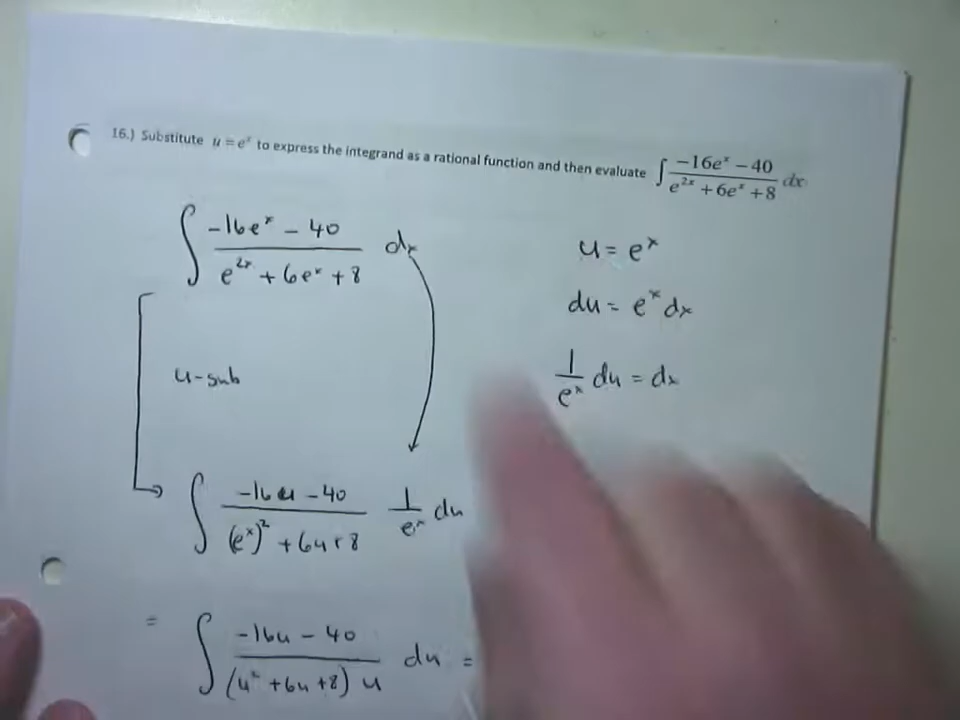 16.) Substitute u = e^x to express the integrand as a rational function and then evaluate ∫ (-16e^x - 40)/(e^{2x} + 6e^x + 8) dx
∫ (-16e^x - 40)/(e^{2x} + 6e^x + 8) dx
u = e^x
du = e^x dx
1/e^x du = dx
u-sub
∫ (-16u - 40)/((e^x)^2 + 6u + 8) 1/e^x du
= ∫ (-16u - 40)/((u^2 + 6u + 8) u) du =